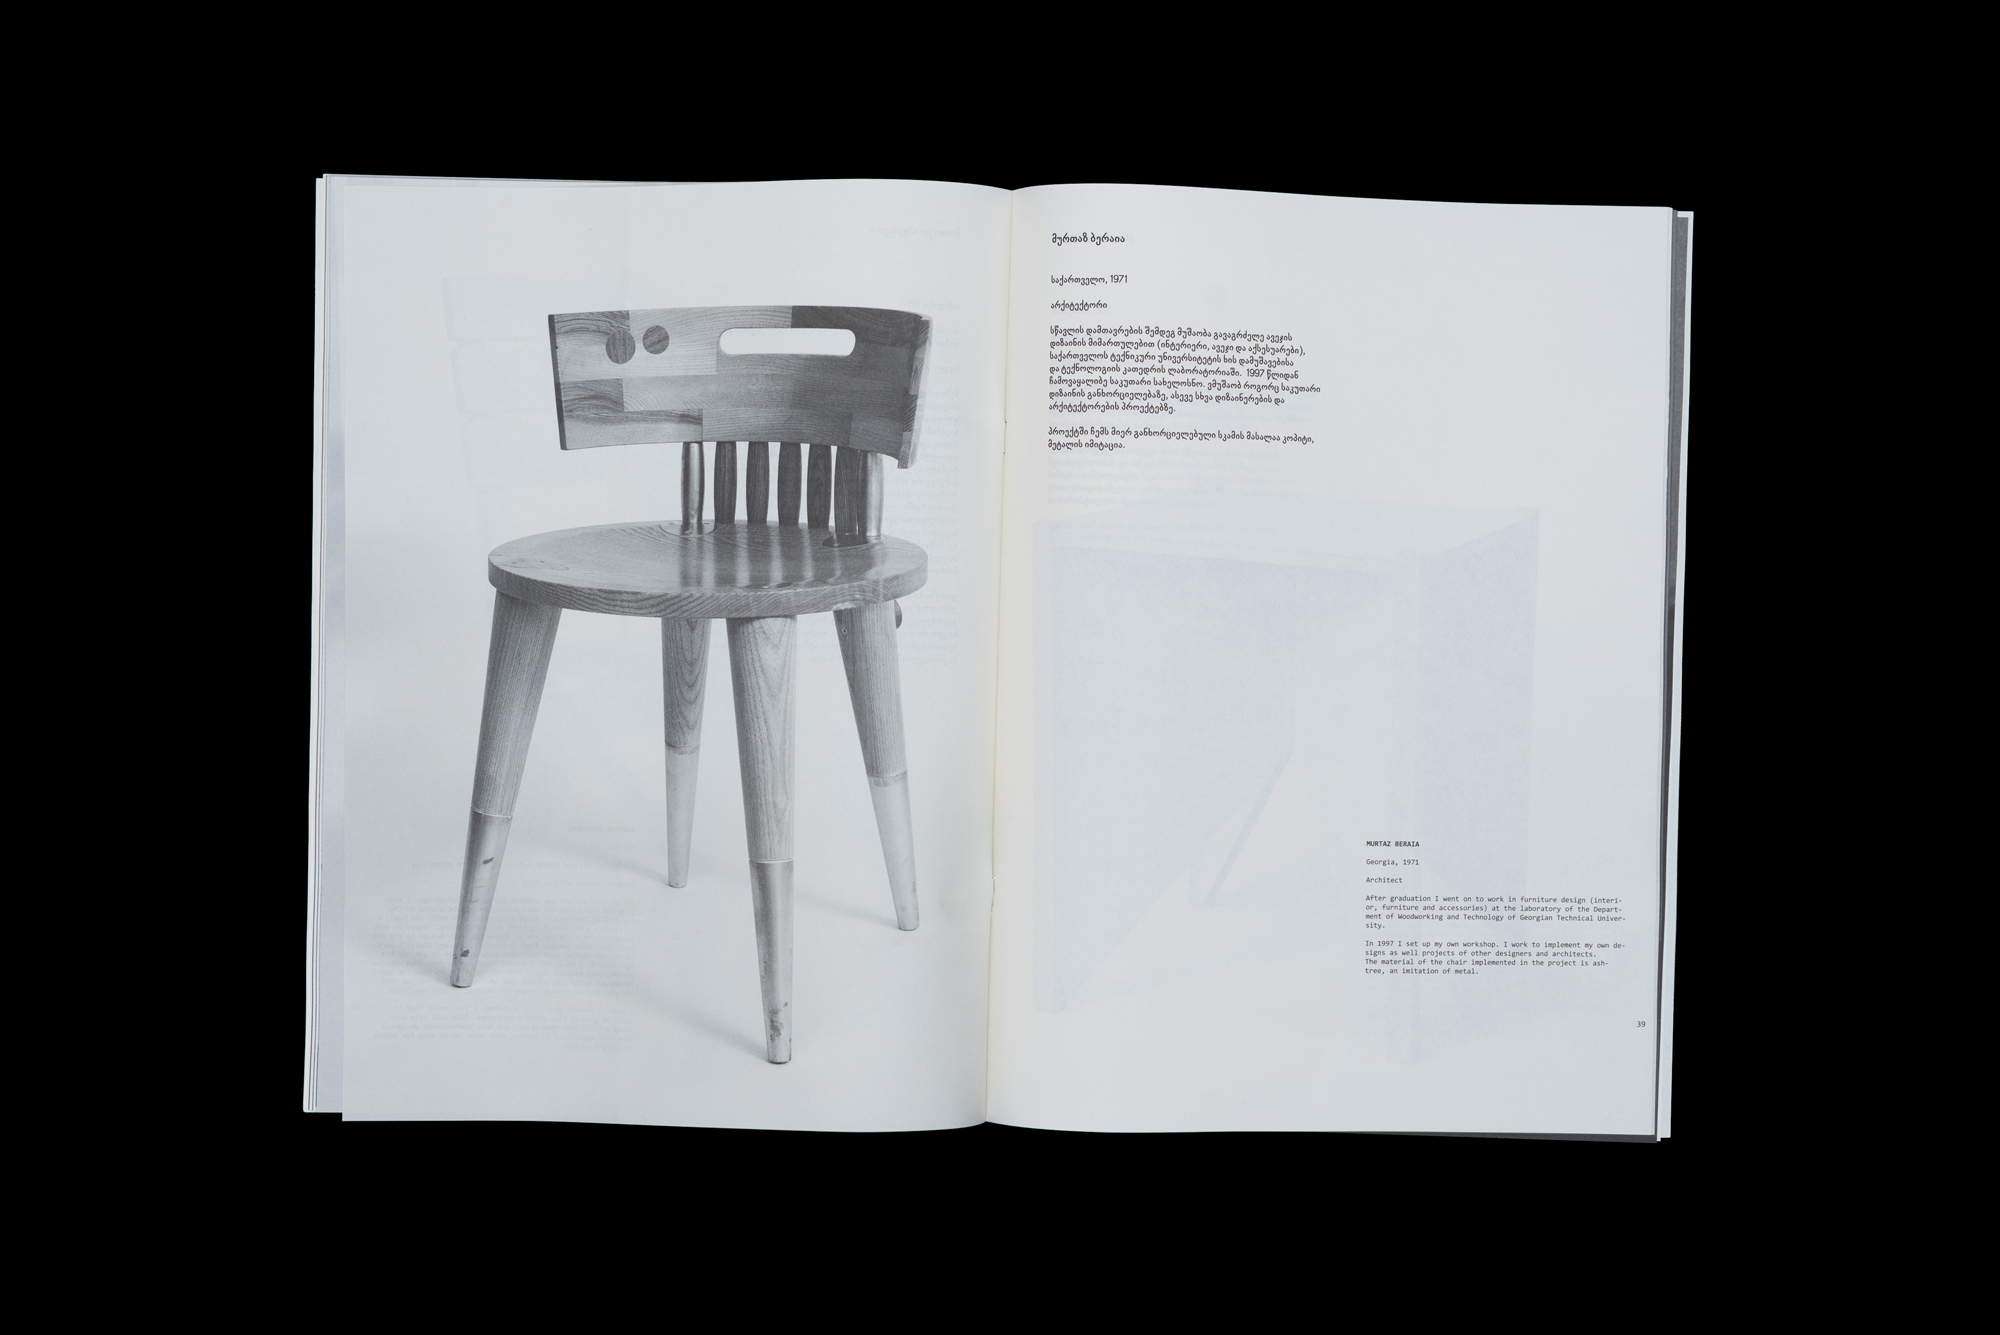 მურთაზ ბერაია
საქართველო, 1971
არქიტექტორი
სწავლის დამთავრების შემდეგ მუშაობა გავაგრძელე ავეჯის
დიზაინის მიმართულებით (ინტერიერი, ავეჯი და აქსესუარები),
საქართველოს ტექნიკური უნივერსიტეტის ხის დამუშავებისა
და ტექნოლოგიის კათედრის ლაბორატორიაში. 1997 წლიდან
ჩამოვაყალიბე საკუთარი სახელოსნო. ვმუშაობ როგორც საკუთარი
დიზაინის განხორციელებაზე, ასევე სხვა დიზაინერების და
არქიტექტორების პროექტებზე.
პროექტში ჩემს მიერ განხორციელებული სკამის მასალაა კოპიტი,
მეტალის იმიტაცია.
MURTAZ BERAIA
Georgia, 1971
Architect
After graduation I went on to work in furniture design (interi-
or, furniture and accessories) at the laboratory of the Depart-
ment of Woodworking and Technology of Georgian Technical Univer-
sity.
In 1997 I set up my own workshop. I work to implement my own de-
signs as well projects of other designers and architects.
The material of the chair implemented in the project is ash-
tree, an imitation of metal.
39